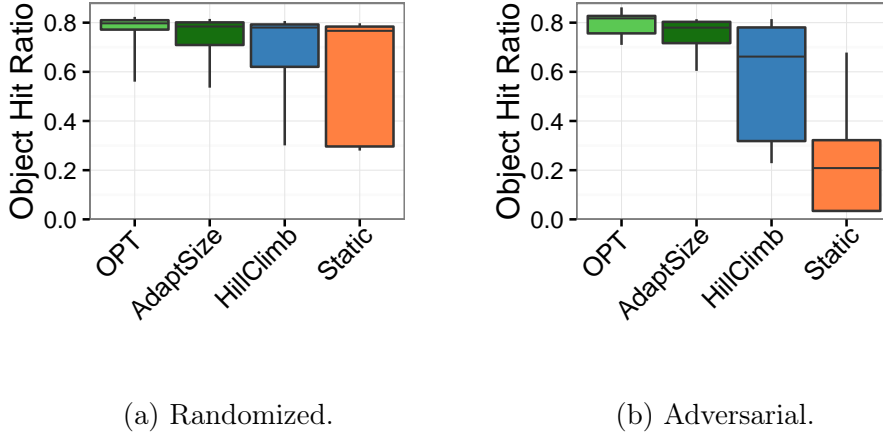 Object Hit Ratio
0.8
0.6
0.4
0.2
0.0
OPT
AdaptSize
HillClimb
Static
(a) Randomized.
Object Hit Ratio
0.8
0.6
0.4
0.2
0.0
OPT
AdaptSize
HillClimb
Static
(b) Adversarial.